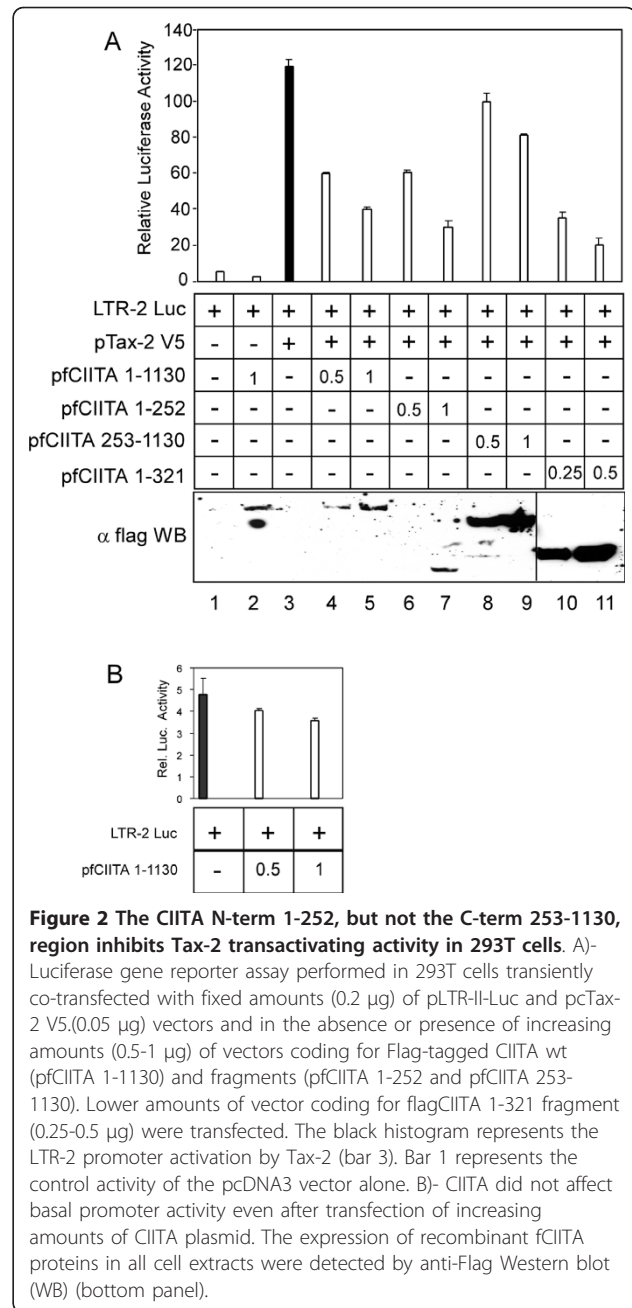 A
Relative Luciferase Activity
140
120
100
80
60
40
20
0
LTR-2 Luc + + + + + + + + + + +
pTax-2 V5 - - + + + + + + + + +
pfCIITA 1-1130 - 1 - 0.5 1 - - - - - -
pfCIITA 1-252 - - - - - 0.5 1 - - - -
pfCIITA 253-1130 - - - - - - - 0.5 1 - -
pfCIITA 1-321 - - - - - - - - - 0.25 0.5
α flag WB
1 2 3 4 5 6 7 8 9 10 11
B
Rel. Luc. Activity
6
5
4
3
2
1
0
LTR-2 Luc + + +
pfCIITA 1-1130 - 0.5 1
Figure 2 The CIITA N-term 1-252, but not the C-term 253-1130,
region inhibits Tax-2 transactivating activity in 293T cells. A)-
Luciferase gene reporter assay performed in 293T cells transiently
co-transfected with fixed amounts (0.2 μg) of pLTR-II-Luc and pcTax-
2 V5.(0.05 μg) vectors and in the absence or presence of increasing
amounts (0.5-1 μg) of vectors coding for Flag-tagged CIITA wt
(pfCIITA 1-1130) and fragments (pfCIITA 1-252 and pfCIITA 253-
1130). Lower amounts of vector coding for flagCIITA 1-321 fragment
(0.25-0.5 μg) were transfected. The black histogram represents the
LTR-2 promoter activation by Tax-2 (bar 3). Bar 1 represents the
control activity of the pcDNA3 vector alone. B)- CIITA did not affect
basal promoter activity even after transfection of increasing
amounts of CIITA plasmid. The expression of recombinant fCIITA
proteins in all cell extracts were detected by anti-Flag Western blot
(WB) (bottom panel).